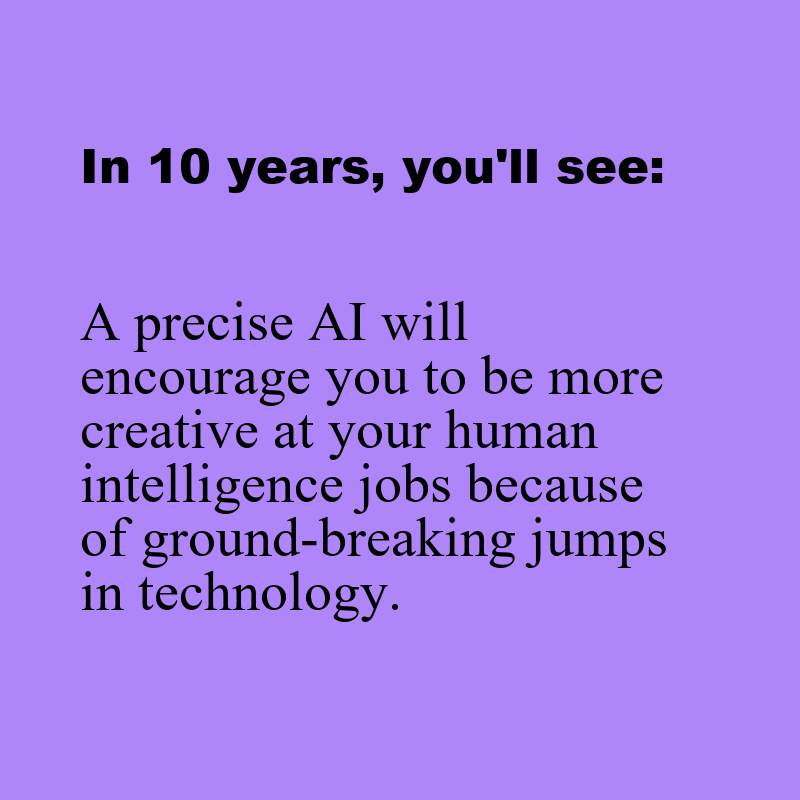 In 10 years, you'll see:
A precise AI will
encourage you to be more
creative at your human
intelligence jobs because
of ground-breaking jumps
in technology.